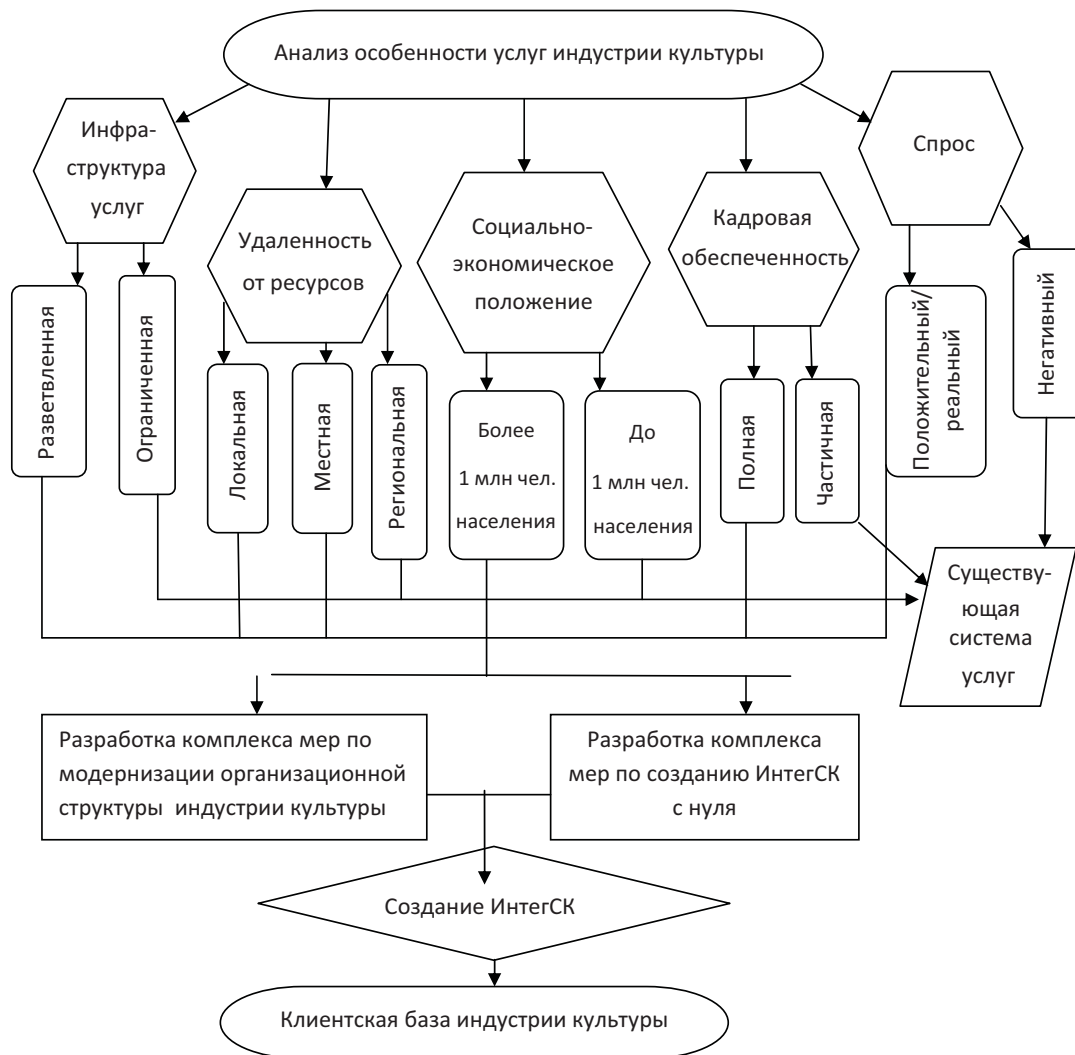 Анализ особенности услуг индустрии культуры
Инфра-
структура
услуг
Удаленность
от ресурсов
Социально-
экономическое
положение
Кадровая
обеспеченность
Спрос
Разветвленная
Ограниченная
Локальная
Местная
Региональная
Более
1 млн чел.
населения
До
1 млн чел.
населения
Полная
Частичная
Положительный/
реальный
Негативный
Существу-
ющая
система
услуг
Разработка комплекса мер по
модернизации организационной
структуры индустрии культуры
Разработка комплекса
мер по созданию ИнтегСК
с нуля
Создание ИнтегСК
Клиентская база индустрии культуры